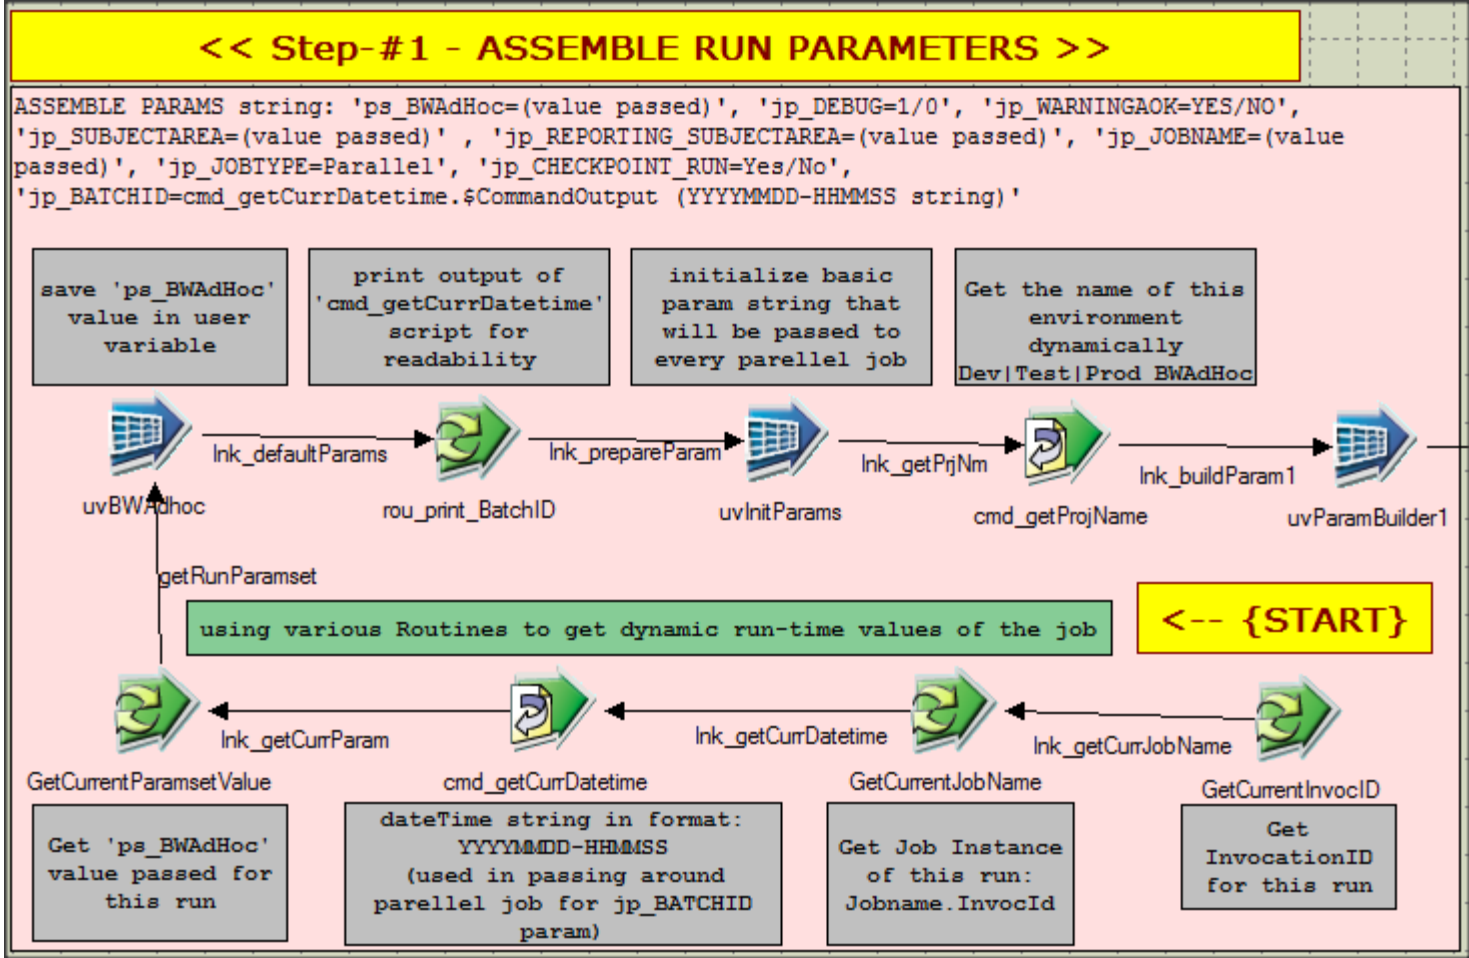 << Step-#1 - ASSEMBLE RUN PARAMETERS >>
ASSEMBLE PARAMS string: 'ps_BWAdHoc=(value passed)', 'jp_DEBUG=1/0', 'jp_WARNINGAOK=YES/NO',
'jp_SUBJECTAREA=(value passed)' , 'jp_REPORTING_SUBJECTAREA=(value passed)', 'jp_JOBNAME=(value
passed)', 'jp_JOBTYPE=Parallel', 'jp_CHECKPOINT_RUN=Yes/No',
'jp_BATCHID=cmd_getCurrDatetime.$CommandOutput (YYYYMMDD-HHMMSS string)'
save 'ps_BWAdHoc'
value in user
variable
print output of
'cmd_getCurrDatetime'
script for
readability
initialize basic
param string that
will be passed to
every parellel job
Get the name of this
environment
dynamically
Dev|Test|Prod BWAdHoc
lnk_defaultParams
lnk_prepareParam
lnk_getPrjNm
lnk_buildParam1
uvBWAdhoc
rou_print_BatchID
uvInitParams
cmd_getProjName
uvParamBuilder1
getRunParamset
using various Routines to get dynamic run-time values of the job
<-- {START}
lnk_getCurrParam
lnk_getCurrDatetime
lnk_getCurrJobName
GetCurrentParamsetValue
cmd_getCurrDatetime
GetCurrentJobName
GetCurrentInvocID
Get 'ps_BWAdHoc'
value passed for
this run
dateTime string in format:
YYYYMMDD-HHMMSS
(used in passing around
parellel job for jp_BATCHID
param)
Get Job Instance
of this run:
Jobname.InvocId
Get
InvocationID
for this run